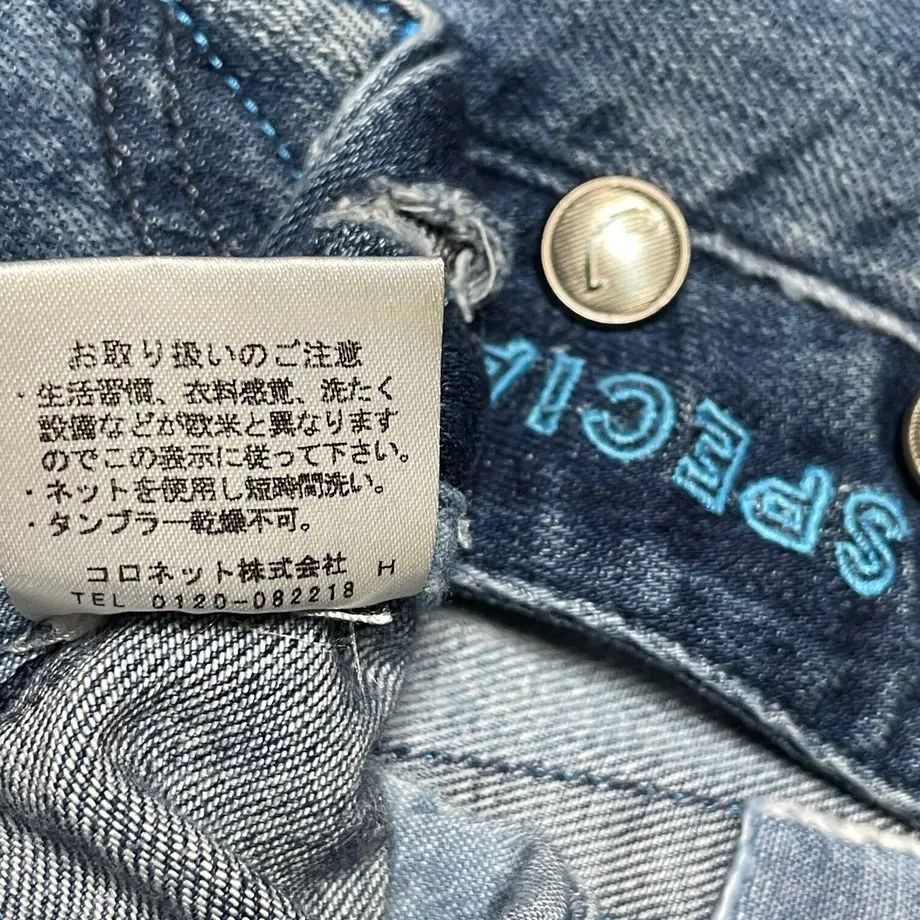 お取り扱いのご注意
・生活習慣、衣料感覚、洗たく
設備などが欧米と異なります
のでこの表示に従って下さい。
・ネットを使用し短時間洗い。
・タンブラー乾燥不可。
コロネット株式会社 H
TEL 0120-082218
SPECIA